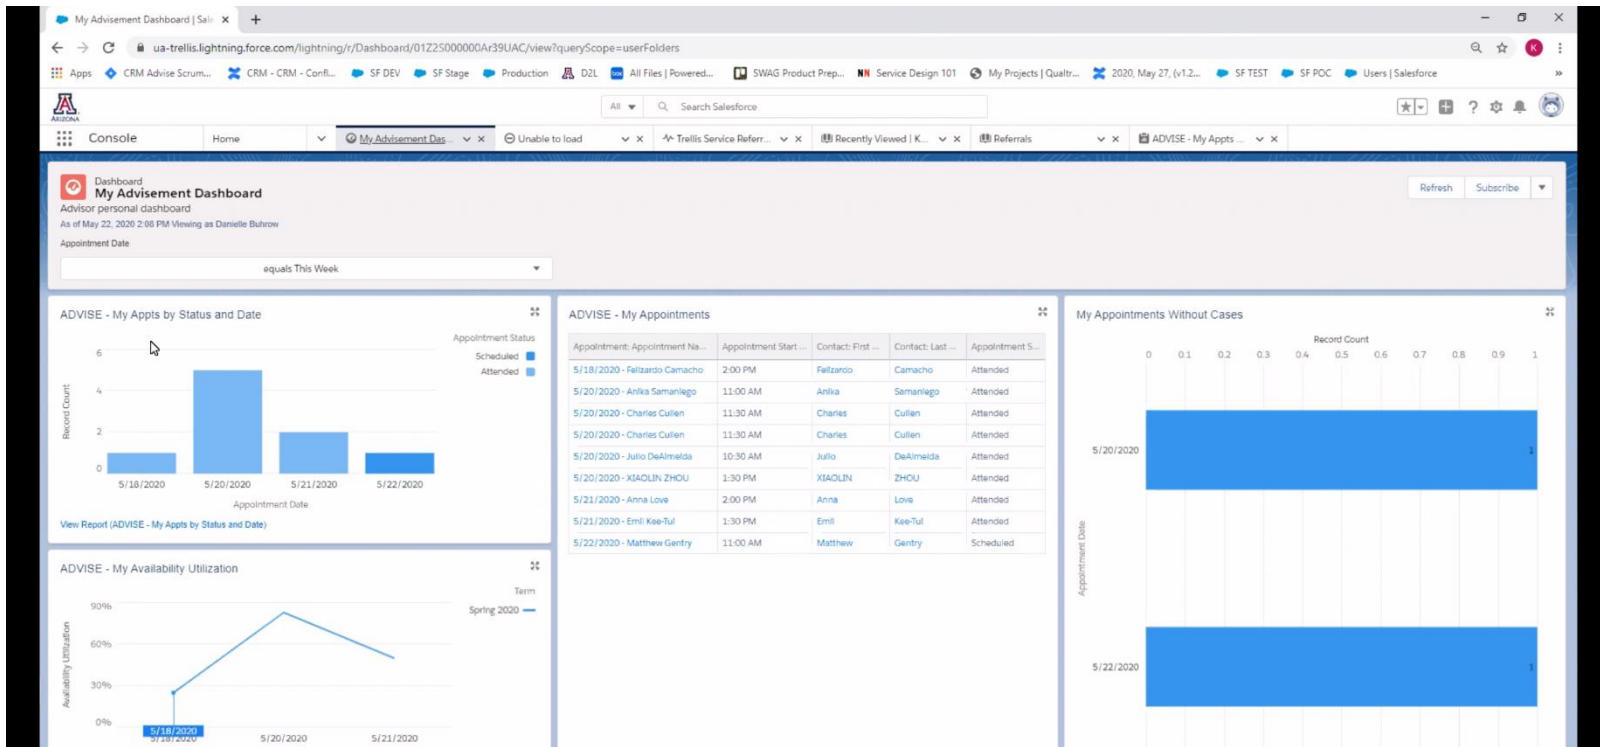 My Advisement Dashboard | Sale
ua-trellis.lightning.force.com/lightning/r/Dashboard/01Z2S000000Ar39UAC/view?queryScope=userFolders
K
Apps CRM Advise Scrum... CRM - CRM - Confl... SF DEV SF Stage Production D2L box All Files | Powered... SWAG Product Prep... NN Service Design 101 My Projects | Qualtr... 2020, May 27, (v1.2... SF TEST SF POC Users | Salesforce »
A
ARIZONA
All Search Salesforce
Console Home My Advisement Das... Unable to load Trellis Service Referr... Recently Viewed | K... Referrals ADVISE - My Appts ...
Dashboard
My Advisement Dashboard
Refresh Subscribe
Advisor personal dashboard
As of May 22, 2020 2:08 PM Viewing as Danielle Buhrow
Appointment Date
equals This Week
ADVISE - My Appts by Status and Date
Appointment Status
Scheduled
Attended
Record Count
6
4
2
0
5/18/2020 5/20/2020 5/21/2020 5/22/2020
Appointment Date
View Report (ADVISE - My Appts by Status and Date)
ADVISE - My Availability Utilization
Term
Spring 2020
Availability Utilization
90%
60%
30%
0%
5/18/2020
5/18/2020 5/20/2020 5/21/2020
ADVISE - My Appointments
Appointment: Appointment Na... Appointment Start ... Contact: First ... Contact: Last ... Appointment S...
5/18/2020 - Felizardo Camacho 2:00 PM Felizardo Camacho Attended
5/20/2020 - Anika Samaniego 11:00 AM Anika Samaniego Attended
5/20/2020 - Charles Cullen 11:30 AM Charles Cullen Attended
5/20/2020 - Charles Cullen 11:30 AM Charles Cullen Attended
5/20/2020 - Julio DeAlmeida 10:30 AM Julio DeAlmeida Attended
5/20/2020 - XIAOLIN ZHOU 1:30 PM XIAOLIN ZHOU Attended
5/21/2020 - Anna Love 2:00 PM Anna Love Attended
5/21/2020 - Emli Kee-Tul 1:30 PM Emli Kee-Tul Attended
5/22/2020 - Matthew Gentry 11:00 AM Matthew Gentry Scheduled
My Appointments Without Cases
Record Count
0 0.1 0.2 0.3 0.4 0.5 0.6 0.7 0.8 0.9 1
Appointment Date
5/20/2020 1
5/22/2020 1